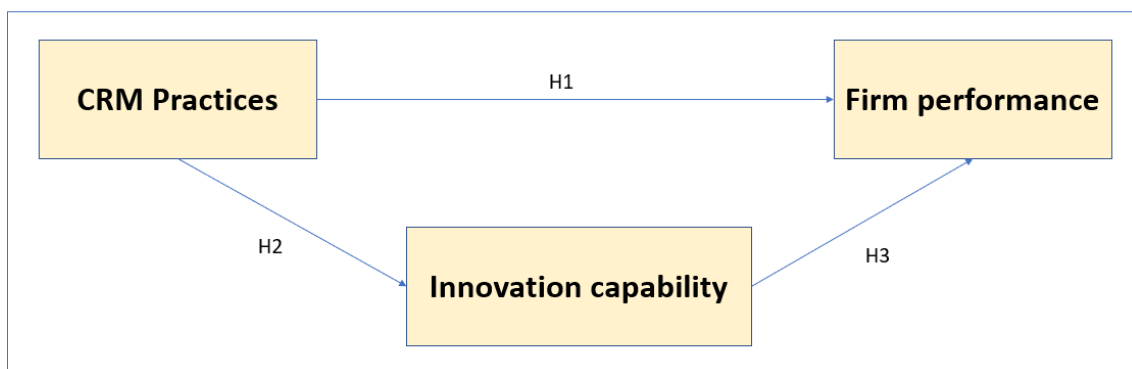 CRM Practices
H1
Firm performance
H2
Innovation capability
H3